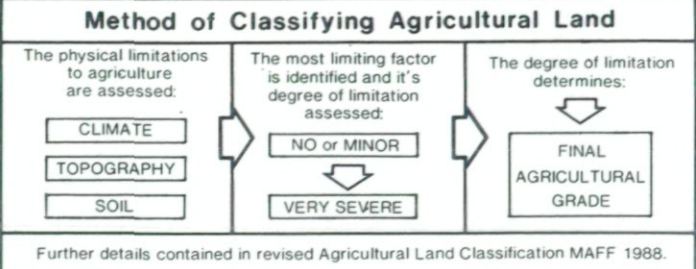 Method of Classifying Agricultural Land
The physical limitations
to agriculture
are assessed:
CLIMATE
TOPOGRAPHY
SOIL
The most limiting factor
is identified and it's
degree of limitation
assessed:
NO or MINOR
VERY SEVERE
The degree of limitation
determines:
FINAL
AGRICULTURAL
GRADE
Further details contained in revised Agricultural Land Classification MAFF 1988.